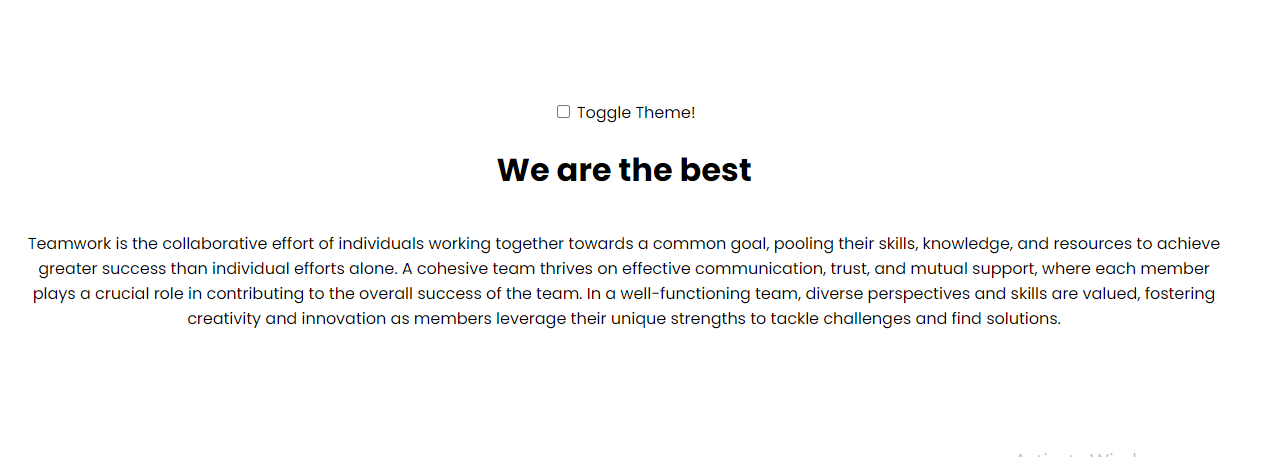 Toggle Theme!
We are the best
Teamwork is the collaborative effort of individuals working together towards a common goal, pooling their skills, knowledge, and resources to achieve
greater success than individual efforts alone. A cohesive team thrives on effective communication, trust, and mutual support, where each member
plays a crucial role in contributing to the overall success of the team. In a well-functioning team, diverse perspectives and skills are valued, fostering
creativity and innovation as members leverage their unique strengths to tackle challenges and find solutions.